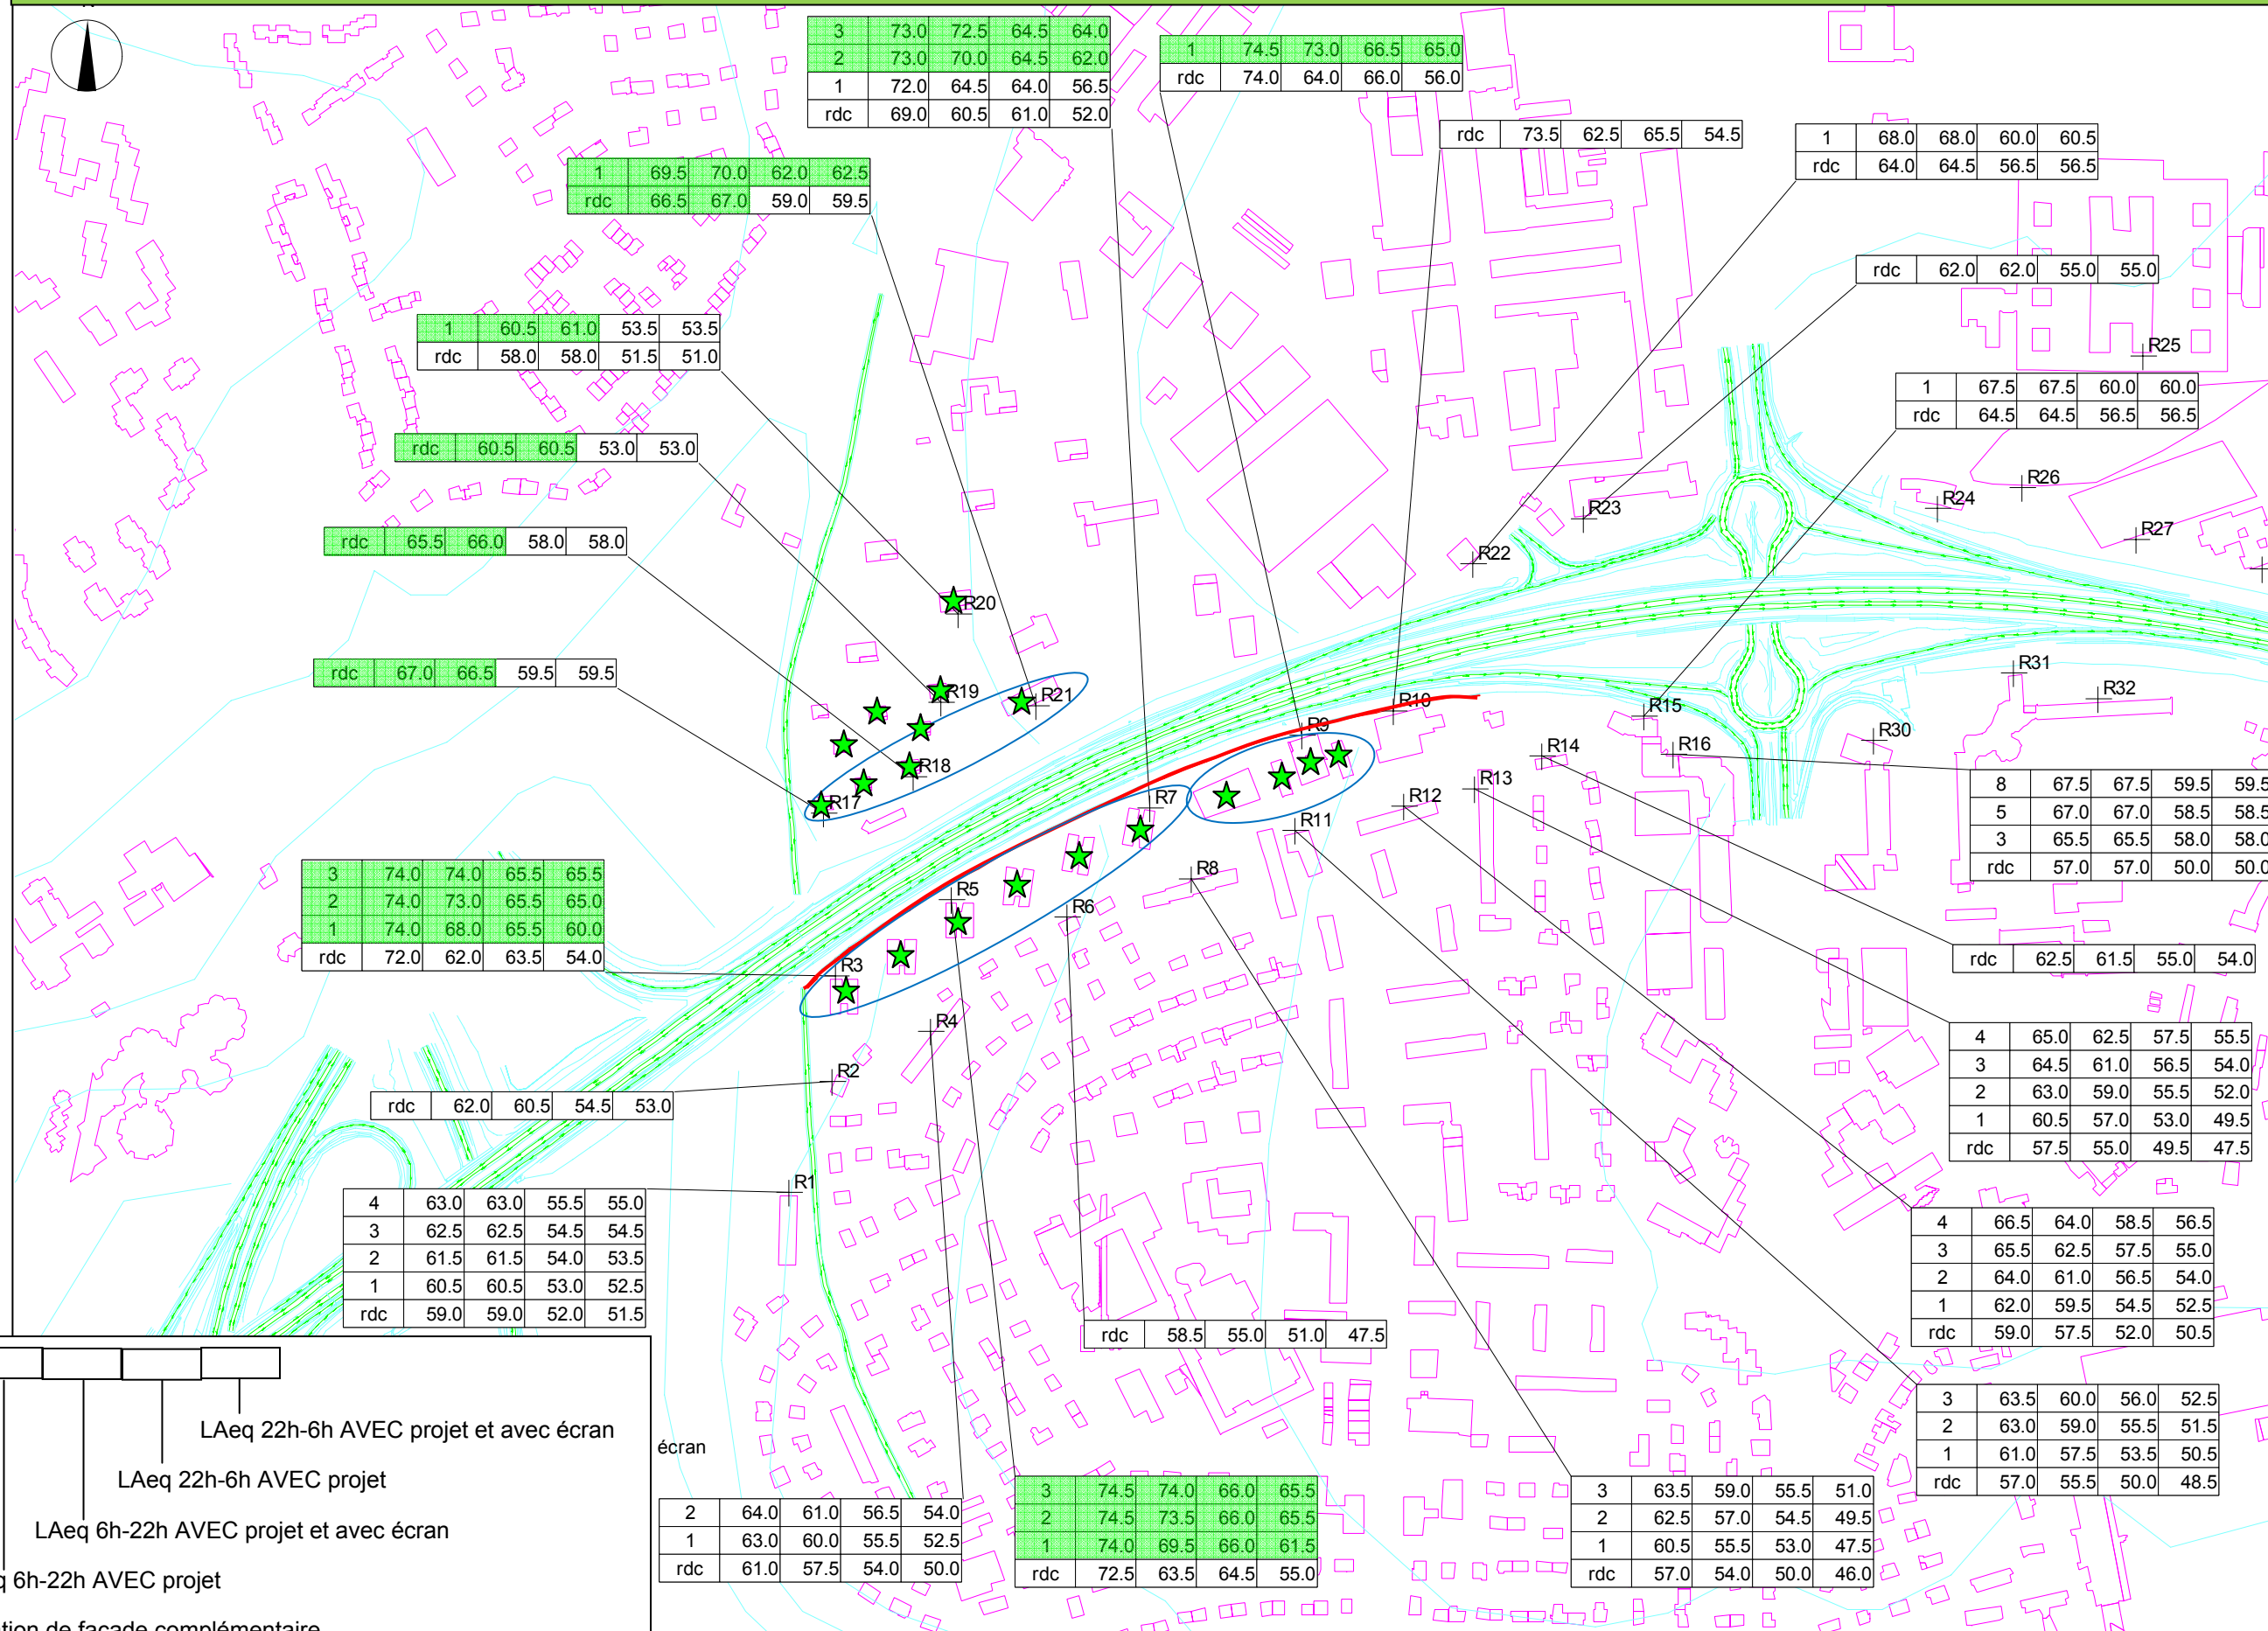 3 73.0 72.5 64.5 64.0
2 73.0 70.0 64.5 62.0
1 72.0 64.5 64.0 56.5
rdc 69.0 60.5 61.0 52.0
1 74.5 73.0 66.5 65.0
rdc 74.0 64.0 66.0 56.0
rdc 73.5 62.5 65.5 54.5
1 68.0 68.0 60.0 60.5
rdc 64.0 64.5 56.5 56.5
1 69.5 70.0 62.0 62.5
rdc 66.5 67.0 59.0 59.5
rdc 62.0 62.0 55.0 55.0
1 60.5 61.0 53.5 53.5
rdc 58.0 58.0 51.5 51.0
R25
1 67.5 67.5 60.0 60.0
rdc 64.5 64.5 56.5 56.5
rdc 60.5 60.5 53.0 53.0
R26
R24
R23
R27
rdc 65.5 66.0 58.0 58.0
R22
R20
rdc 67.0 66.5 59.5 59.5
R31
R19
R21
R32
R10
R15
R9
R30
R14
R16
R18
R13
8 67.5 67.5 59.5 59.5
5 67.0 67.0 58.5 58.5
3 65.5 65.5 58.0 58.0
rdc 57.0 57.0 50.0 50.0
R17
R7
R12
R11
3 74.0 74.0 65.5 65.5
2 74.0 73.0 65.5 65.0
1 74.0 68.0 65.5 60.0
rdc 72.0 62.0 63.5 54.0
R8
R5
R6
R3
rdc 62.5 61.5 55.0 54.0
R4
4 65.0 62.5 57.5 55.5
3 64.5 61.0 56.5 54.0
2 63.0 59.0 55.5 52.0
1 60.5 57.0 53.0 49.5
rdc 57.5 55.0 49.5 47.5
R2
rdc 62.0 60.5 54.5 53.0
R1
4 63.0 63.0 55.5 55.0
3 62.5 62.5 54.5 54.5
2 61.5 61.5 54.0 53.5
1 60.5 60.5 53.0 52.5
rdc 59.0 59.0 52.0 51.5
4 66.5 64.0 58.5 56.5
3 65.5 62.5 57.5 55.0
2 64.0 61.0 56.5 54.0
1 62.0 59.5 54.5 52.5
rdc 59.0 57.5 52.0 50.5
rdc 58.5 55.0 51.0 47.5
3 63.5 60.0 56.0 52.5
2 63.0 59.0 55.5 51.5
1 61.0 57.5 53.5 50.5
rdc 57.0 55.5 50.0 48.5
LAeq 22h-6h AVEC projet et avec écran
écran
LAeq 22h-6h AVEC projet
LAeq 6h-22h AVEC projet et avec écran
6h-22h AVEC projet
de façade complémentaire
2 64.0 61.0 56.5 54.0
1 63.0 60.0 55.5 52.5
rdc 61.0 57.5 54.0 50.0
3 74.5 74.0 66.0 65.5
2 74.5 73.5 66.0 65.5
1 74.0 69.5 66.0 61.5
rdc 72.5 63.5 64.5 55.0
3 63.5 59.0 55.5 51.0
2 62.5 57.0 54.5 49.5
1 60.5 55.5 53.0 47.5
rdc 57.0 54.0 50.0 46.0